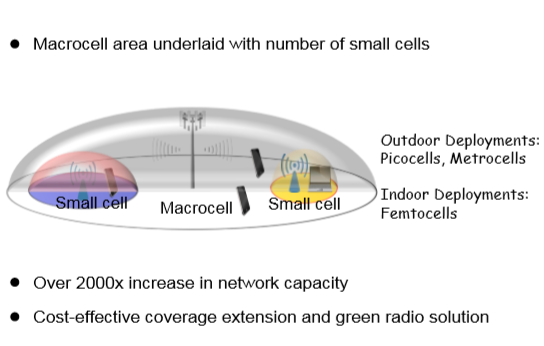 Macrocell area underlaid with number of small cells
Outdoor Deployments:
Picocells, Metrocells
Indoor Deployments:
Femtocells
Small cell
Macrocell
Small cell
Over 2000x increase in network capacity
Cost-effective coverage extension and green radio solution